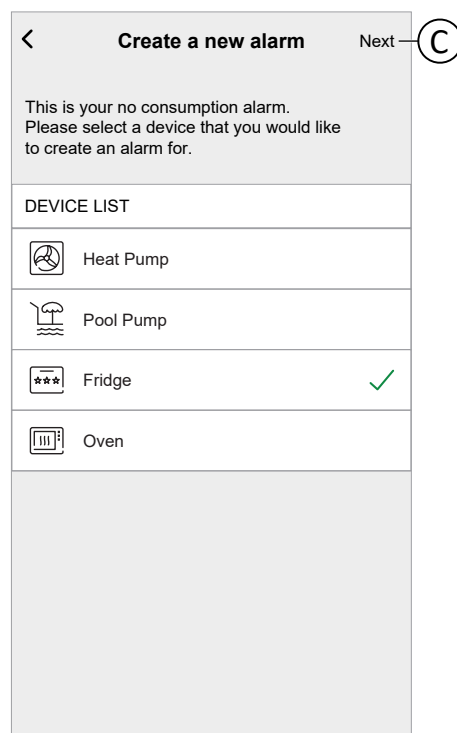 Create a new alarm Next C
This is your no consumption alarm.
Please select a device that you would like
to create an alarm for.
DEVICE LIST
Heat Pump
Pool Pump
Fridge
Oven